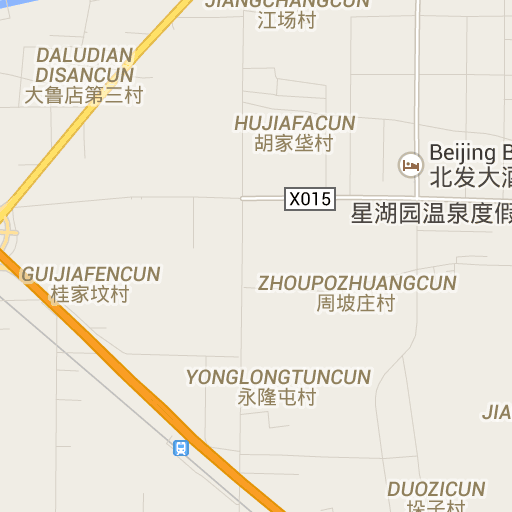 JIANGCHANGCUN
江场村
DALUDIAN
DISANCUN
大鲁店第三村
HUJIAFACUN
胡家垡村
Beijing B
北发大酒
X015
星湖园温泉度假
GUIJIAFENCUN
桂家坟村
ZHOUPOZHUANGCUN
周坡庄村
YONGLONGTUNCUN
永隆屯村
JIA
DUOZICUN
垛子村